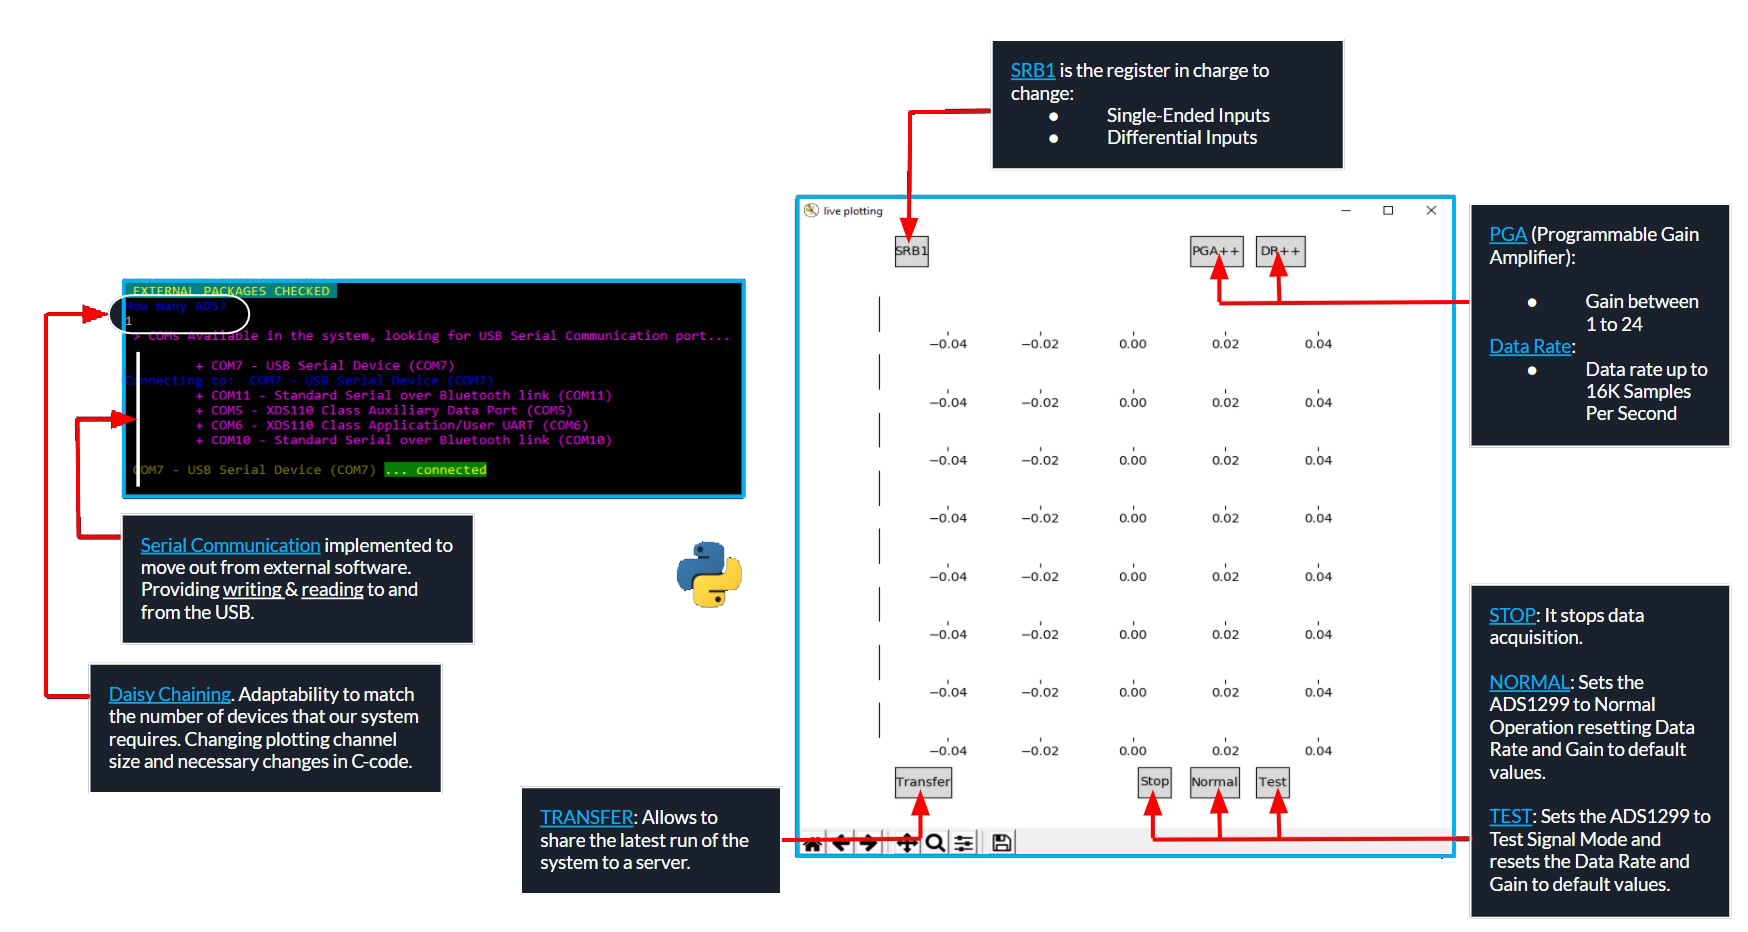 SRB1 is the register in charge to
change:
● Single-Ended Inputs
● Differential Inputs
live plotting
SRB1
PGA++ DR++
−0.04 −0.02 0.00 0.02 0.04
−0.04 −0.02 0.00 0.02 0.04
−0.04 −0.02 0.00 0.02 0.04
−0.04 −0.02 0.00 0.02 0.04
−0.04 −0.02 0.00 0.02 0.04
−0.04 −0.02 0.00 0.02 0.04
−0.04 −0.02 0.00 0.02 0.04
−0.04 −0.02 0.00 0.02 0.04
Transfer Stop Normal Test
PGA (Programmable Gain
Amplifier):
● Gain between
1 to 24
Data Rate:
● Data rate up to
16K Samples
Per Second
EXTERNAL PACKAGES CHECKED
How many ADS?
1
> COMs Available in the system, looking for USB Serial Communication port...
+ COM7 - USB Serial Device (COM7)
Connecting to: COM7 - USB Serial Device (COM7)
+ COM11 - Standard Serial over Bluetooth link (COM11)
+ COM5 - XDS110 Class Auxiliary Data Port (COM5)
+ COM6 - XDS110 Class Application/User UART (COM6)
+ COM10 - Standard Serial over Bluetooth link (COM10)
COM7 - USB Serial Device (COM7) ... connected
Serial Communication implemented to
move out from external software.
Providing writing & reading to and
from the USB.
Daisy Chaining. Adaptability to match
the number of devices that our system
requires. Changing plotting channel
size and necessary changes in C-code.
TRANSFER: Allows to
share the latest run of the
system to a server.
STOP: It stops data
acquisition.
NORMAL: Sets the
ADS1299 to Normal
Operation resetting Data
Rate and Gain to default
values.
TEST: Sets the ADS1299 to
Test Signal Mode and
resets the Data Rate and
Gain to default values.